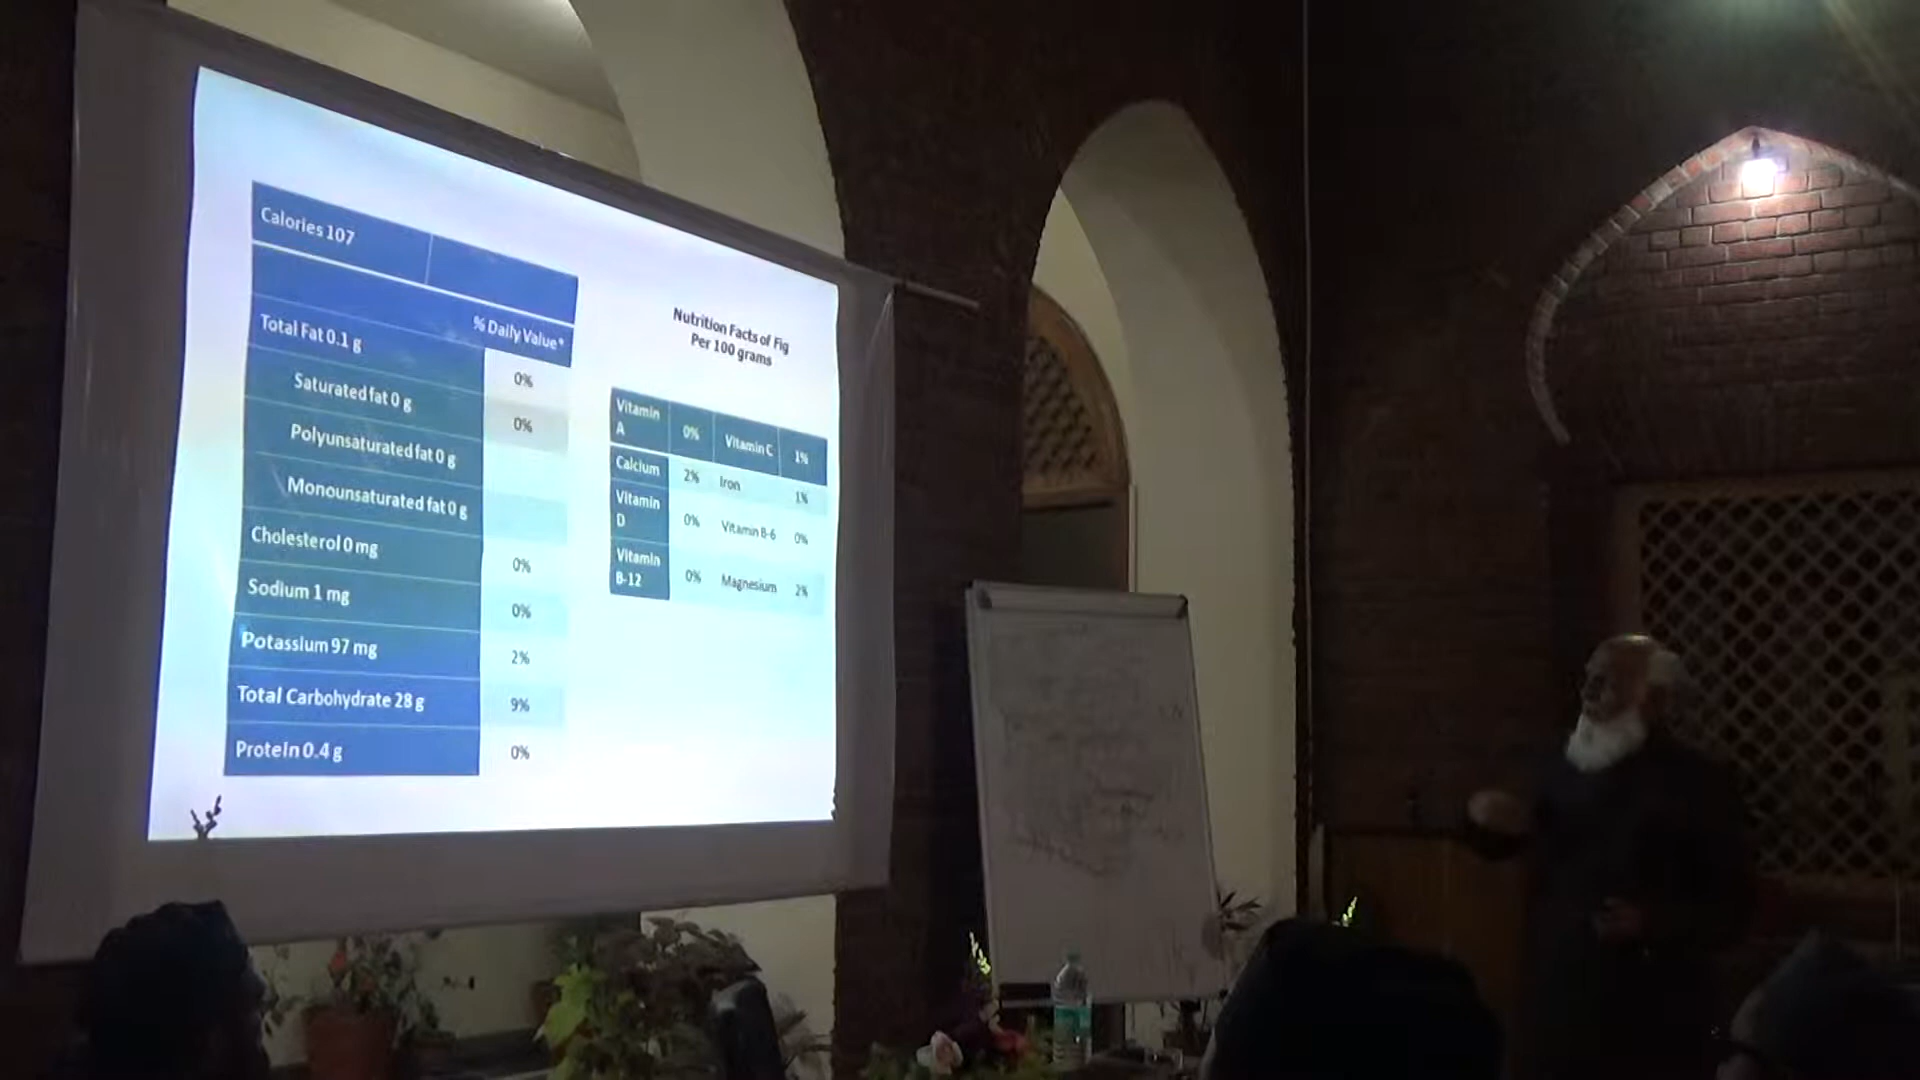 Calories 107
% Daily Value*
Total Fat 0.1 g
0%
Saturated fat 0 g
0%
Polyunsaturated fat 0 g
Monounsaturated fat 0 g
Cholesterol 0 mg
0%
Sodium 1 mg
0%
Potassium 97 mg
2%
Total Carbohydrate 28 g
9%
Protein 0.4 g
0%
Nutrition Facts of Fig
Per 100 grams
Vitamin A 0% Vitamin C 1%
Calcium 2% Iron 1%
Vitamin D 0% Vitamin B-6 0%
Vitamin B-12 0% Magnesium 2%